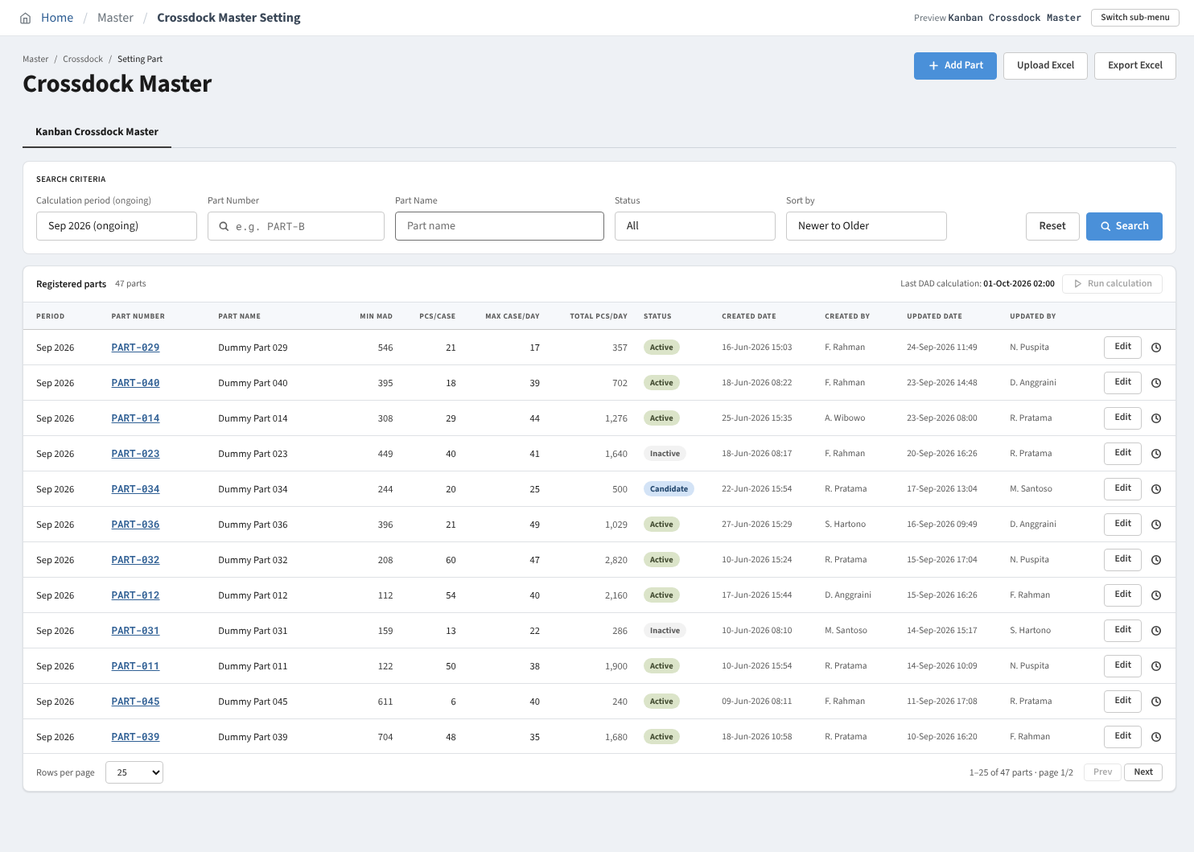 Home / Master / Crossdock Master Setting Preview Kanban Crossdock Master Switch sub-menu
Master / Crossdock / Setting Part
Crossdock Master
Add Part Upload Excel Export Excel
Kanban Crossdock Master
SEARCH CRITERIA
Calculation period (ongoing) Part Number Part Name Status Sort by
Sep 2026 (ongoing) e.g. PART-B Part name All Newer to Older Reset Search
Registered parts 47 parts Last DAD calculation: 01-Oct-2026 02:00 Run calculation
PERIOD PART NUMBER PART NAME MIN MAD PCS/CASE MAX CASE/DAY TOTAL PCS/DAY STATUS CREATED DATE CREATED BY UPDATED DATE UPDATED BY
Sep 2026 PART-029 Dummy Part 029 546 21 17 357 Active 16-Jun-2026 15:03 F. Rahman 24-Sep-2026 11:49 N. Puspita Edit
Sep 2026 PART-040 Dummy Part 040 395 18 39 702 Active 18-Jun-2026 08:22 F. Rahman 23-Sep-2026 14:48 D. Anggraini Edit
Sep 2026 PART-014 Dummy Part 014 308 29 44 1,276 Active 25-Jun-2026 15:35 A. Wibowo 23-Sep-2026 08:00 R. Pratama Edit
Sep 2026 PART-023 Dummy Part 023 449 40 41 1,640 Inactive 18-Jun-2026 08:17 F. Rahman 20-Sep-2026 16:26 R. Pratama Edit
Sep 2026 PART-034 Dummy Part 034 244 20 25 500 Candidate 22-Jun-2026 15:54 R. Pratama 17-Sep-2026 13:04 M. Santoso Edit
Sep 2026 PART-036 Dummy Part 036 396 21 49 1,029 Active 27-Jun-2026 15:29 S. Hartono 16-Sep-2026 09:49 D. Anggraini Edit
Sep 2026 PART-032 Dummy Part 032 208 60 47 2,820 Active 10-Jun-2026 15:24 R. Pratama 15-Sep-2026 17:04 N. Puspita Edit
Sep 2026 PART-012 Dummy Part 012 112 54 40 2,160 Active 17-Jun-2026 15:44 D. Anggraini 15-Sep-2026 16:26 F. Rahman Edit
Sep 2026 PART-031 Dummy Part 031 159 13 22 286 Inactive 10-Jun-2026 08:10 M. Santoso 14-Sep-2026 15:17 S. Hartono Edit
Sep 2026 PART-011 Dummy Part 011 122 50 38 1,900 Active 10-Jun-2026 15:54 R. Pratama 14-Sep-2026 10:09 N. Puspita Edit
Sep 2026 PART-045 Dummy Part 045 611 6 40 240 Active 09-Jun-2026 08:11 F. Rahman 11-Sep-2026 17:08 R. Pratama Edit
Sep 2026 PART-039 Dummy Part 039 704 48 35 1,680 Active 18-Jun-2026 10:58 R. Pratama 10-Sep-2026 16:20 F. Rahman Edit
Rows per page 25 1–25 of 47 parts · page 1/2 Prev Next